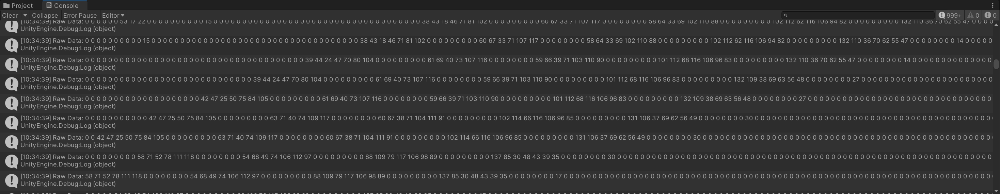 Project
Console
Clear Collapse Error Pause Editor 999+ 0 0
[10:34:39] Raw Data: 0 0 0 0 0 0 53 17 22 0 0 0 0 0 0 0 0 0 0 15 0 0 0 0 0 0 0 0 0 0 0 0 0 0 0 0 0 0 0 0 0 0 0 0 0 0 38 43 18 46 71 81 102 0 0 0 0 0 0 0 0 0 60 67 33 71 107 117 0 0 0 0 0 0 0 0 58 64 33 69 102 110 88 0 0 0 0 0 0 0 0 0 102 112 62 116 106 94 82 0 0 0 0 0 0 0 0 0 132 110 36 70 62 55 47 0 0 0 0
UnityEngine.Debug:Log (object)
[10:34:39] Raw Data: 0 0 0 0 0 0 0 0 0 0 15 0 0 0 0 0 0 0 0 0 0 0 0 0 0 0 0 0 0 0 0 0 0 0 0 0 0 38 43 18 46 71 81 102 0 0 0 0 0 0 0 0 0 60 67 33 71 107 117 0 0 0 0 0 0 0 0 58 64 33 69 102 110 88 0 0 0 0 0 0 0 0 0 102 112 62 116 106 94 82 0 0 0 0 0 0 0 0 0 132 110 36 70 62 55 47 0 0 0 0 0 0 0 0 14 0 0 0 0 0
UnityEngine.Debug:Log (object)
[10:34:39] Raw Data: 0 0 0 0 0 0 0 0 0 0 0 0 0 0 0 0 0 0 0 0 0 0 0 0 0 0 0 0 0 0 0 39 44 24 47 70 80 104 0 0 0 0 0 0 0 0 0 61 69 40 73 107 116 0 0 0 0 0 0 0 0 59 66 39 71 103 110 90 0 0 0 0 0 0 0 0 0 101 112 68 116 106 96 83 0 0 0 0 0 0 0 0 0 132 110 36 70 62 55 47 0 0 0 0 0 0 0 0 14 0 0 0 0 0 0 0 0 0 0 0 0 0
UnityEngine.Debug:Log (object)
[10:34:39] Raw Data: 0 0 0 0 0 0 0 0 0 0 0 0 0 0 0 0 0 0 0 0 0 0 0 0 39 44 24 47 70 80 104 0 0 0 0 0 0 0 0 0 61 69 40 73 107 116 0 0 0 0 0 0 0 0 59 66 39 71 103 110 90 0 0 0 0 0 0 0 0 0 101 112 68 116 106 96 83 0 0 0 0 0 0 0 0 0 132 109 38 69 63 56 48 0 0 0 0 0 0 0 0 27 0 0 0 0 0 0 0 0 0 0 0 0 0 0 0 0 0 0 0
UnityEngine.Debug:Log (object)
[10:34:39] Raw Data: 0 0 0 0 0 0 0 0 0 0 0 0 0 0 0 0 42 47 25 50 75 84 105 0 0 0 0 0 0 0 0 0 61 69 40 73 107 116 0 0 0 0 0 0 0 0 59 66 39 71 103 110 90 0 0 0 0 0 0 0 0 0 101 112 68 116 106 96 83 0 0 0 0 0 0 0 0 0 132 109 38 69 63 56 48 0 0 0 0 0 0 0 0 27 0 0 0 0 0 0 0 0 0 0 0 0 0 0 0 0 0 0 0 0 0 0 0 0 0 0
UnityEngine.Debug:Log (object)
[10:34:39] Raw Data: 0 0 0 0 0 0 0 0 0 0 0 42 47 25 50 75 84 105 0 0 0 0 0 0 0 0 0 63 71 40 74 109 117 0 0 0 0 0 0 0 0 60 67 38 71 104 111 91 0 0 0 0 0 0 0 0 0 102 114 66 116 106 96 85 0 0 0 0 0 0 0 0 0 131 106 37 69 62 56 49 0 0 0 0 0 0 0 0 30 0 0 0 0 0 0 0 0 0 0 0 0 0 0 0 0 0 0 0 0 0 0 0 0 0 0 0 0 0 0 0 0
UnityEngine.Debug:Log (object)
[10:34:39] Raw Data: 0 0 42 47 25 50 75 84 105 0 0 0 0 0 0 0 0 0 63 71 40 74 109 117 0 0 0 0 0 0 0 0 60 67 38 71 104 111 91 0 0 0 0 0 0 0 0 0 102 114 66 116 106 96 85 0 0 0 0 0 0 0 0 0 131 106 37 69 62 56 49 0 0 0 0 0 0 0 0 30 0 0 0 0 0 0 0 0 0 0 0 0 0 0 0 0 0 0 0 0 0 0 0 0 0 0 0 0 0 0 0 0 0 0 0 0 0 0 0 0
UnityEngine.Debug:Log (object)
[10:34:39] Raw Data: 0 0 0 0 0 0 0 0 0 58 71 52 78 111 118 0 0 0 0 0 0 0 0 54 68 49 74 106 112 97 0 0 0 0 0 0 0 0 0 88 109 79 117 106 98 89 0 0 0 0 0 0 0 0 0 137 85 30 48 43 39 35 0 0 0 0 0 0 0 0 30 0 0 0 0 0 0 0 0 0 0 0 0 0 0 0 0 0 0 0 0 0 0 0 0 0 0 0 0 0 0 0 0 0 0 0 0 0 0 0 0 0 0 0 0 0 0 0 0 0 0 0 0 0 0 0 0 0
UnityEngine.Debug:Log (object)
[10:34:39] Raw Data: 58 71 52 78 111 118 0 0 0 0 0 0 0 0 54 68 49 74 106 112 97 0 0 0 0 0 0 0 0 0 88 109 79 117 106 98 89 0 0 0 0 0 0 0 0 0 137 85 30 48 43 39 35 0 0 0 0 0 0 0 0 17 0 0 0 0 0 0 0 0 0 0 0 0 0 0 0 0 0 0 0 0 0 0 0 0 0 0 0 0 0 0 0 0 0 0 0 0 0 0 0 0 0 0 0 0 0 0 0 0 0 0 0 0 0 0 0 0 0 0 0 0 0 0 0 0 0 0
UnityEngine.Debug:Log (object)